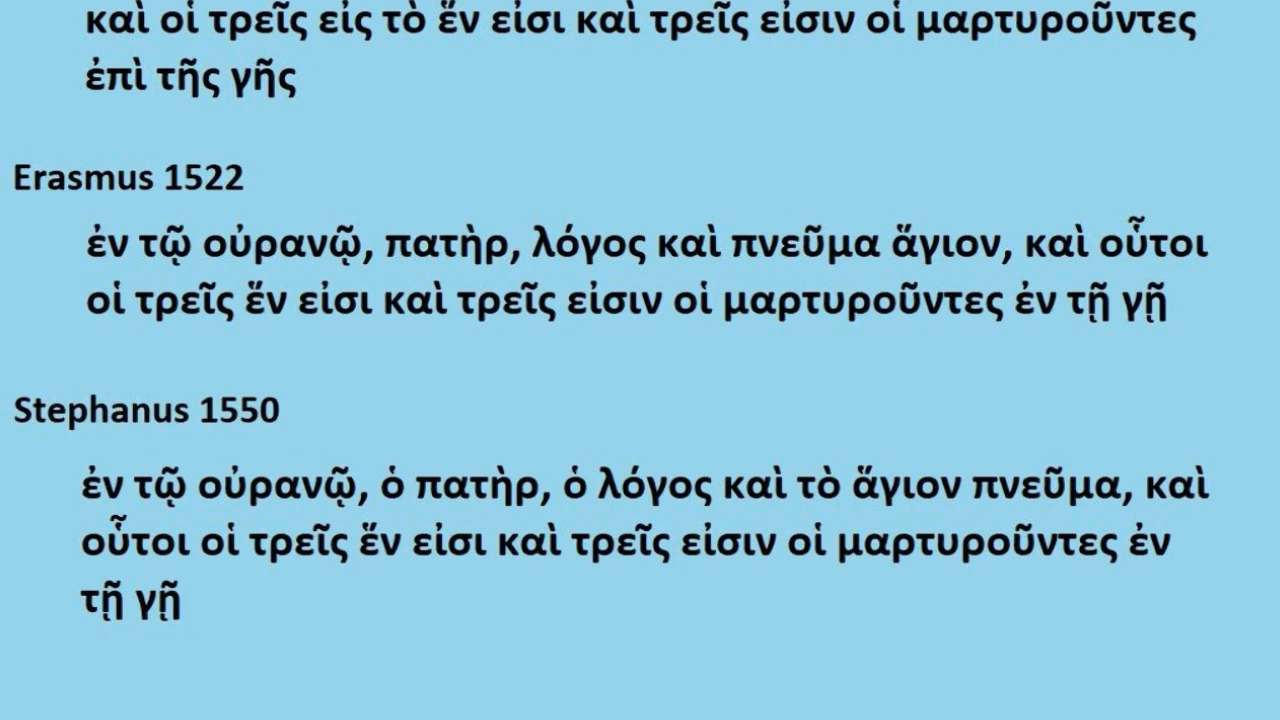 καὶ οἱ τρεῖς εἰς τὸ ἕν εἰσι καὶ τρεῖς εἰσιν οἱ μαρτυροῦντες
ἐπὶ τῆς γῆς
Erasmus 1522
ἐν τῷ οὐρανῷ, πατὴρ, λόγος καὶ πνεῦμα ἅγιον, καὶ οὗτοι
οἱ τρεῖς ἕν εἰσι καὶ τρεῖς εἰσιν οἱ μαρτυροῦντες ἐν τῇ γῇ
Stephanus 1550
ἐν τῷ οὐρανῷ, ὁ πατὴρ, ὁ λόγος καὶ τὸ ἅγιον πνεῦμα, καὶ
οὗτοι οἱ τρεῖς ἕν εἰσι καὶ τρεῖς εἰσιν οἱ μαρτυροῦντες ἐν
τῇ γῇ